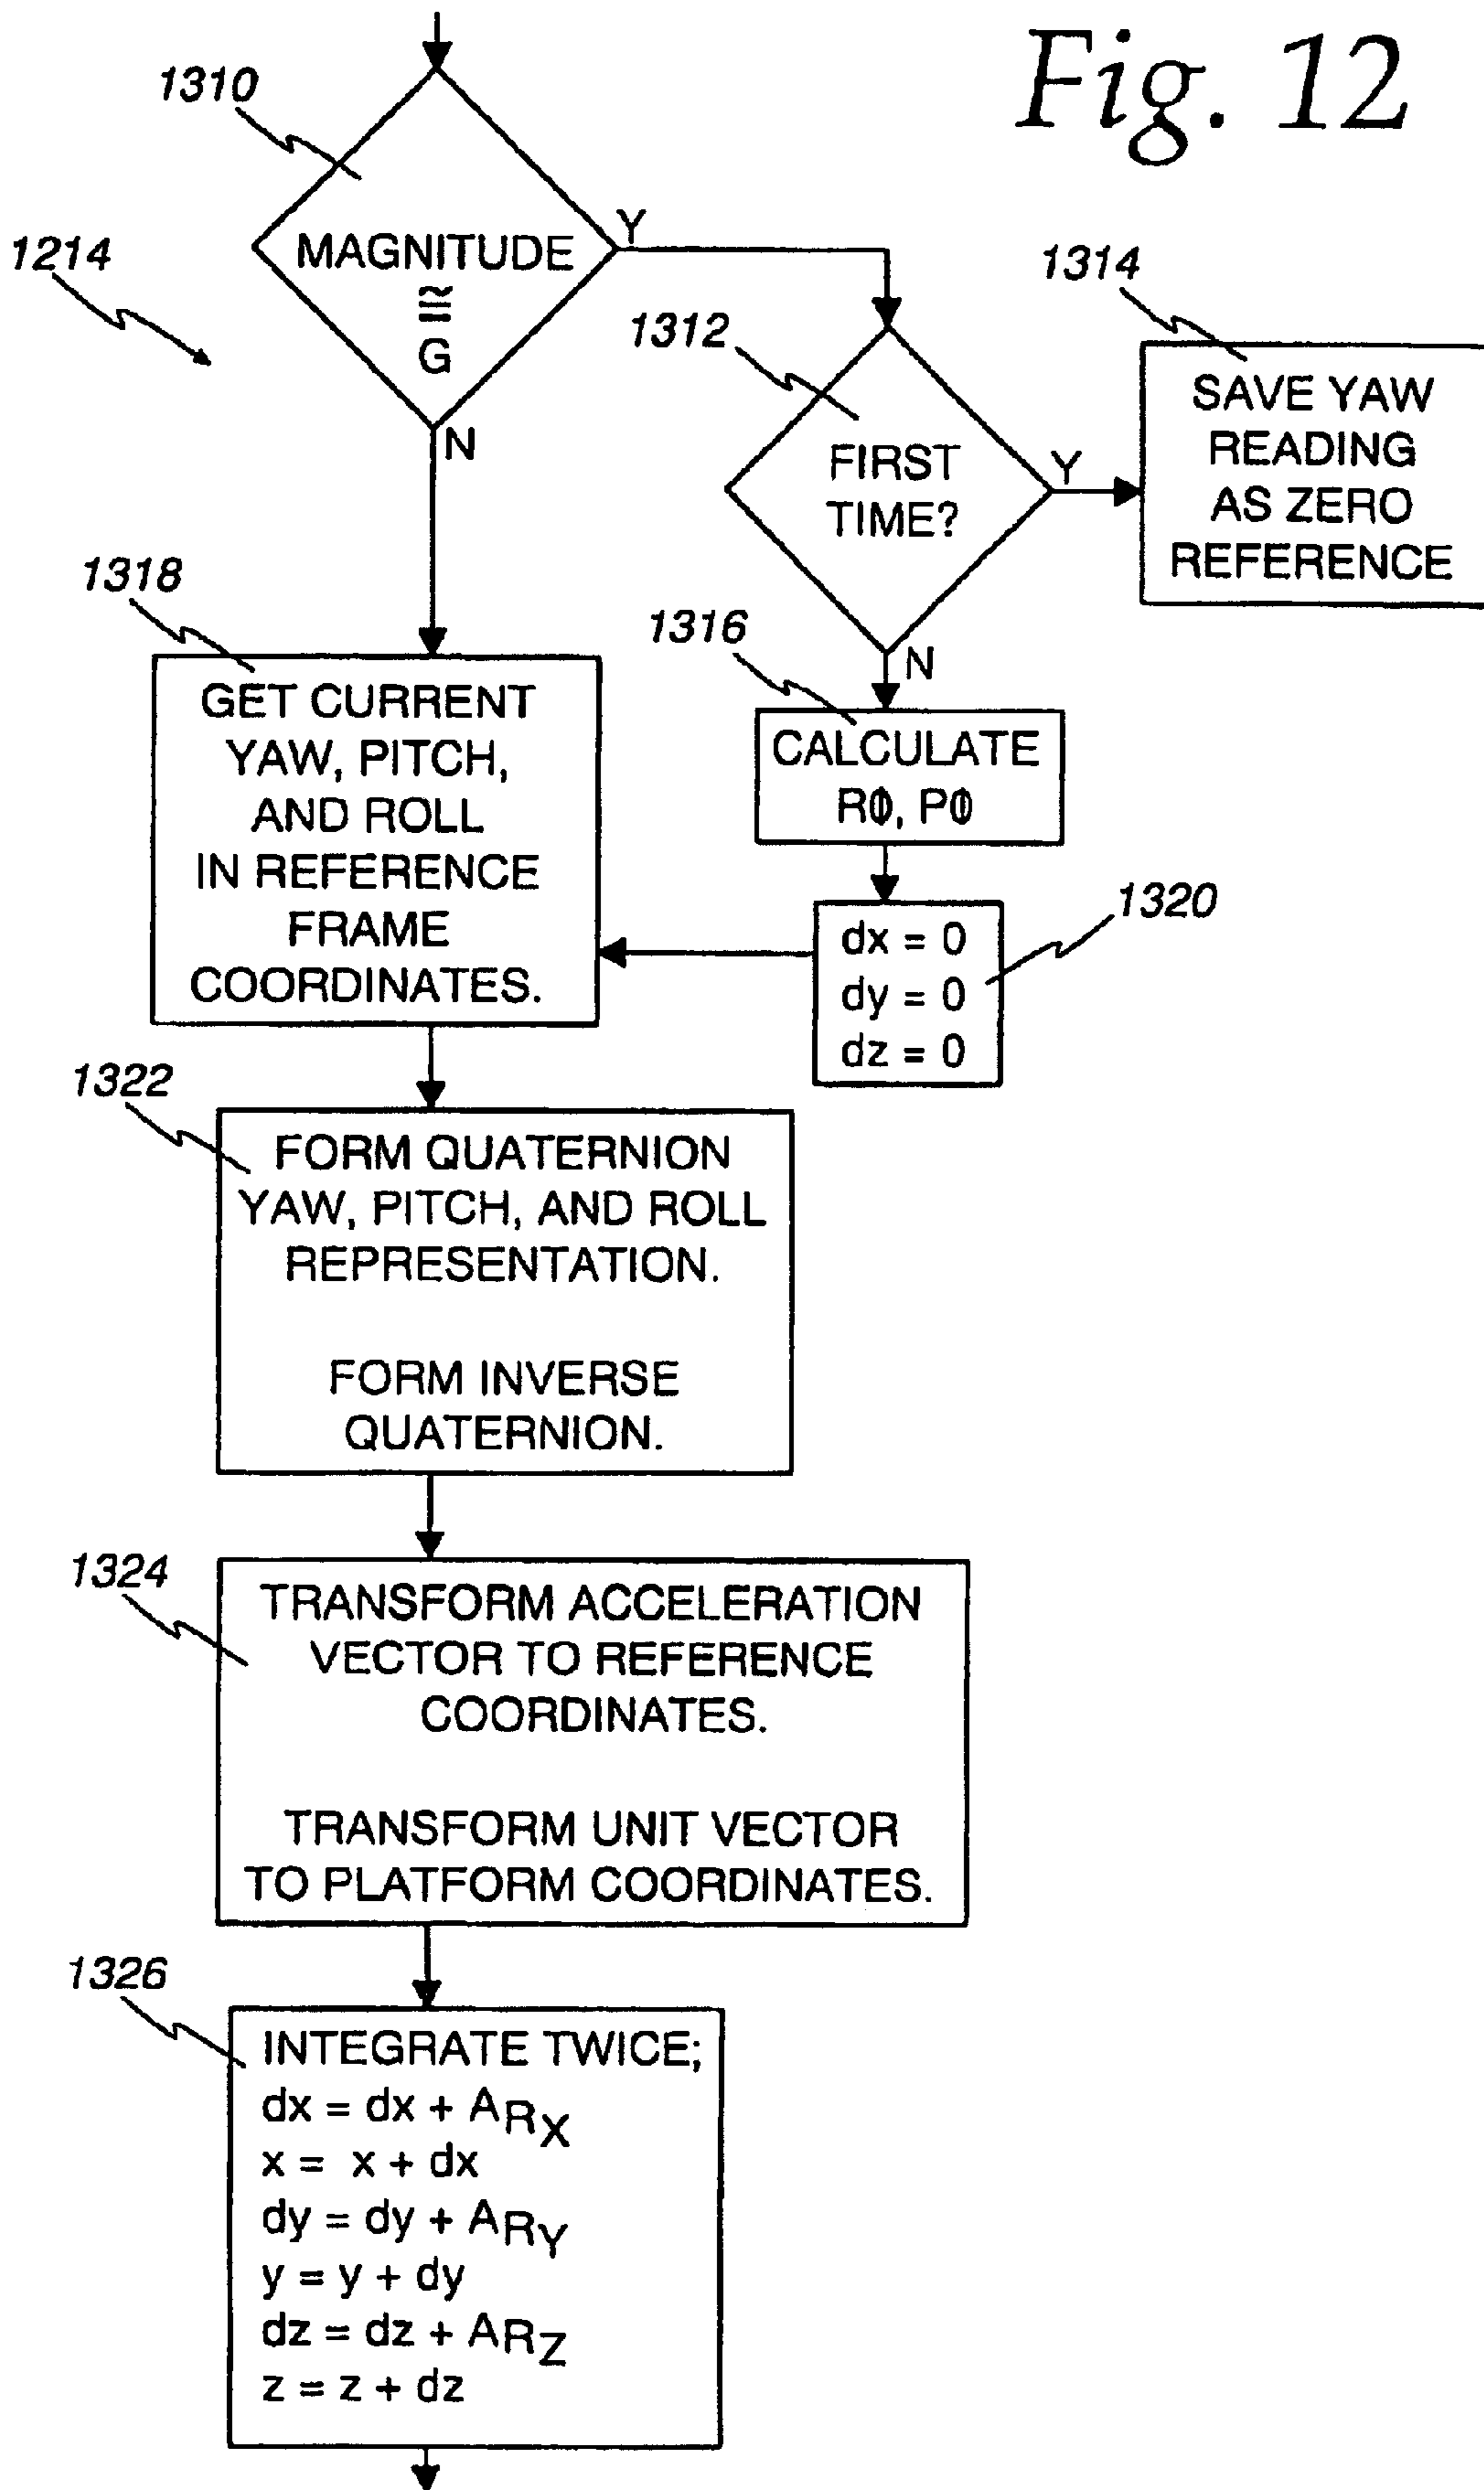 Fig. 12
1310
1214
MAGNITUDE
≅
G
Y
N
1312
FIRST
TIME?
Y
N
1314
SAVE YAW
READING
AS ZERO
REFERENCE
1316
CALCULATE
RΦ, PΦ
1318
GET CURRENT
YAW, PITCH,
AND ROLL
IN REFERENCE
FRAME
COORDINATES.
1320
dx = 0
dy = 0
dz = 0
1322
FORM QUATERNION
YAW, PITCH, AND ROLL
REPRESENTATION.
FORM INVERSE
QUATERNION.
1324
TRANSFORM ACCELERATION
VECTOR TO REFERENCE
COORDINATES.
TRANSFORM UNIT VECTOR
TO PLATFORM COORDINATES.
1326
INTEGRATE TWICE;
dx = dx + ARX
x = x + dx
dy = dy + ARY
y = y + dy
dz = dz + ARZ
z = z + dz